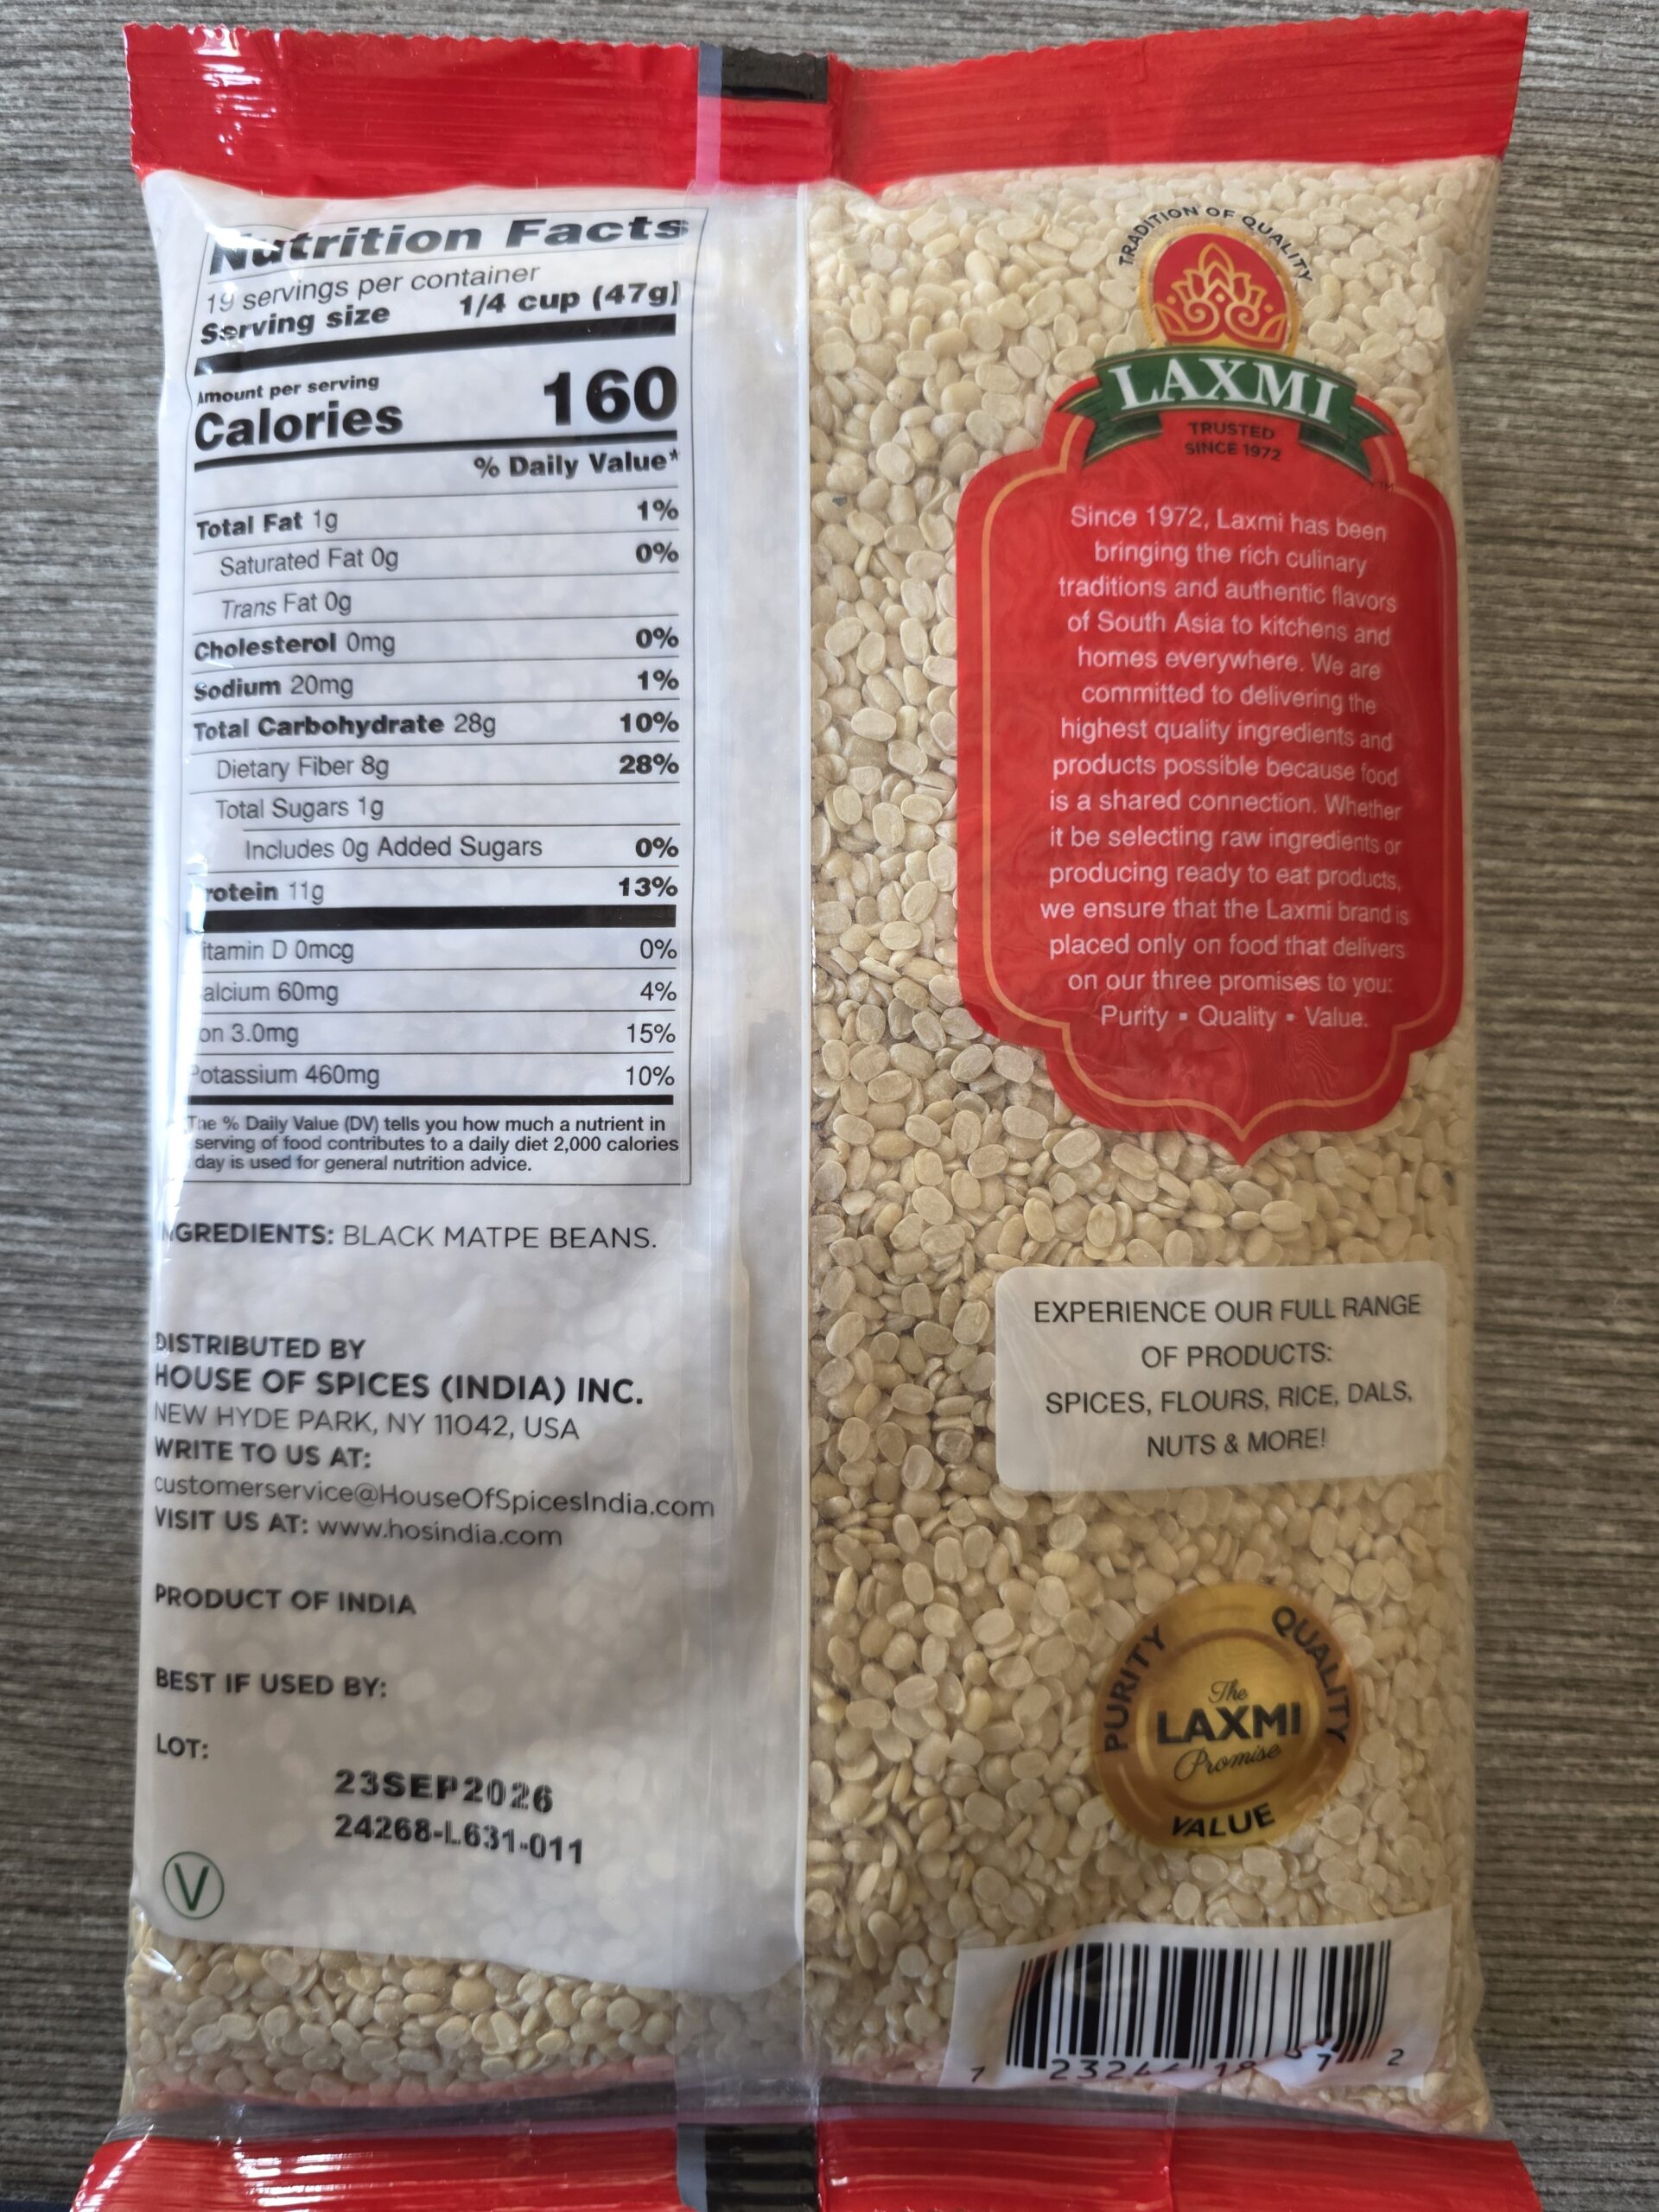 Nutrition Facts
19 servings per container
Serving size 1/4 cup (47g)
Amount per serving
Calories 160
% Daily Value*
Total Fat 1g 1%
Saturated Fat 0g 0%
Trans Fat 0g
Cholesterol 0mg 0%
Sodium 20mg 1%
Total Carbohydrate 28g 10%
Dietary Fiber 8g 28%
Total Sugars 1g
Includes 0g Added Sugars 0%
rotein 11g 13%
itamin D 0mcg 0%
alcium 60mg 4%
on 3.0mg 15%
Potassium 460mg 10%
The % Daily Value (DV) tells you how much a nutrient in
serving of food contributes to a daily diet 2,000 calories
day is used for general nutrition advice.
INGREDIENTS: BLACK MATPE BEANS.
DISTRIBUTED BY
HOUSE OF SPICES (INDIA) INC.
NEW HYDE PARK, NY 11042, USA
WRITE TO US AT:
customerservice@HouseOfSpicesIndia.com
VISIT US AT: www.hosindia.com
PRODUCT OF INDIA
BEST IF USED BY:
LOT:
23SEP2026
24268-L631-011
V
TRADITION OF QUALITY
LAXMI
TRUSTED
SINCE 1972
TM
Since 1972, Laxmi has been
bringing the rich culinary
traditions and authentic flavors
of South Asia to kitchens and
homes everywhere. We are
committed to delivering the
highest quality ingredients and
products possible because food
is a shared connection. Whether
it be selecting raw ingredients or
producing ready to eat products,
we ensure that the Laxmi brand is
placed only on food that delivers
on our three promises to you:
Purity ▪ Quality ▪ Value.
EXPERIENCE OUR FULL RANGE
OF PRODUCTS:
SPICES, FLOURS, RICE, DALS,
NUTS & MORE!
PURITY QUALITY
The
LAXMI
Promise
VALUE
7 2